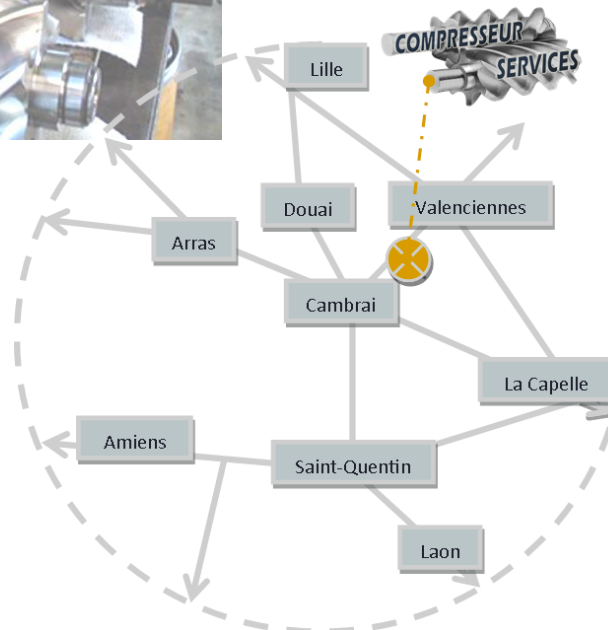 COMPRESSEUR
SERVICES
Lille
Douai
Valenciennes
Arras
Cambrai
La Capelle
Amiens
Saint-Quentin
Laon